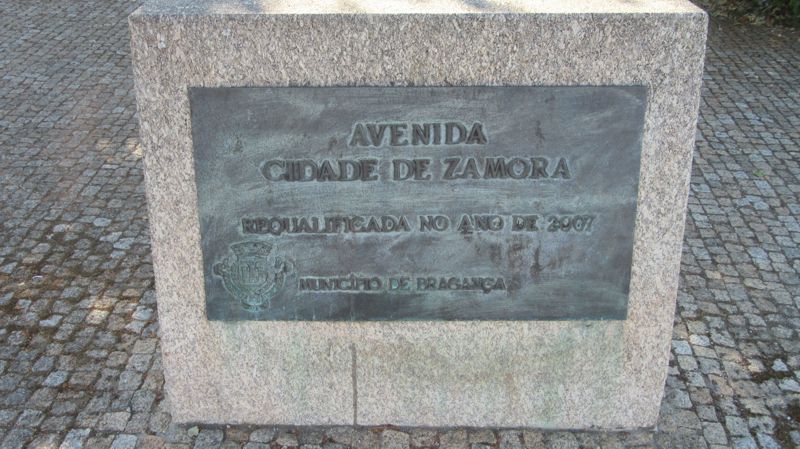 AVENIDA
CIDADE DE ZAMORA
REQUALIFICADA NO ANO DE 2007
MUNICÍPIO DE BRAGANÇA